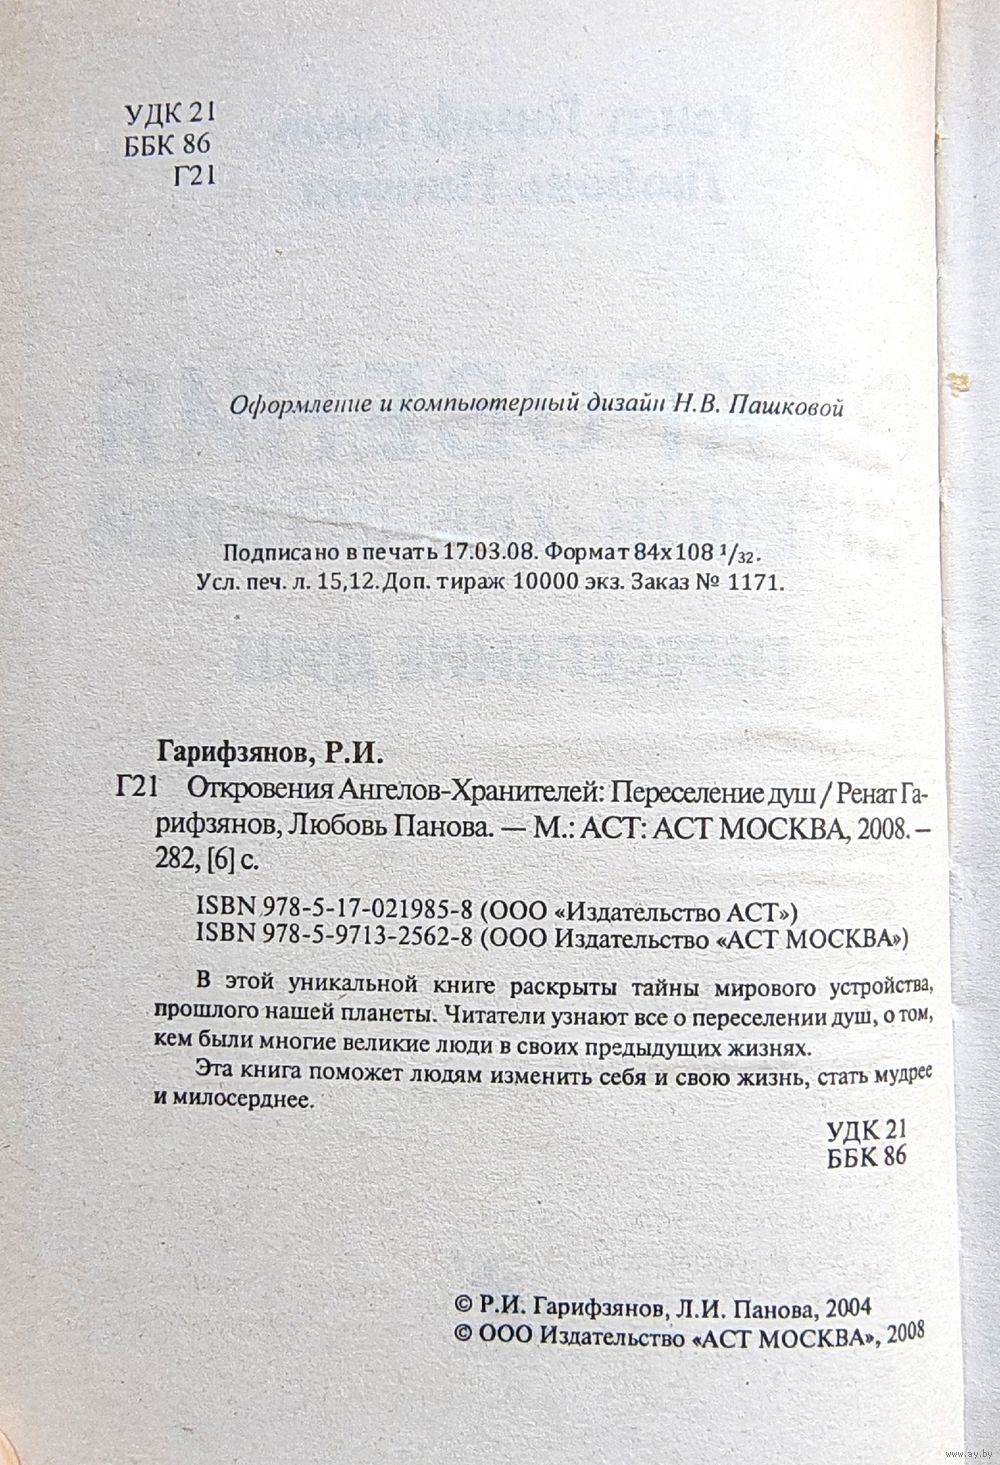 УДК 21
ББК 86
Г21
Оформление и компьютерный дизайн Н.В. Пашковой
Подписано в печать 17.03.08. Формат 84х108 1/32.
Усл. печ. л. 15,12. Доп. тираж 10000 экз. Заказ № 1171.
Гарифзянов, Р.И.
Г21 Откровения Ангелов-Хранителей: Переселение душ / Ренат Га-
рифзянов, Любовь Панова. — М.: АСТ: АСТ МОСКВА, 2008. –
282, [6] с.
ISBN 978-5-17-021985-8 (ООО «Издательство АСТ»)
ISBN 978-5-9713-2562-8 (ООО Издательство «АСТ МОСКВА»)
В этой уникальной книге раскрыты тайны мирового устройства,
прошлого нашей планеты. Читатели узнают все о переселении душ, о том,
кем были многие великие люди в своих предыдущих жизнях.
Эта книга поможет людям изменить себя и свою жизнь, стать мудрее
и милосерднее.
УДК 21
ББК 86
© Р.И. Гарифзянов, Л.И. Панова, 2004
© ООО Издательство «АСТ МОСКВА», 2008
www.ay.by